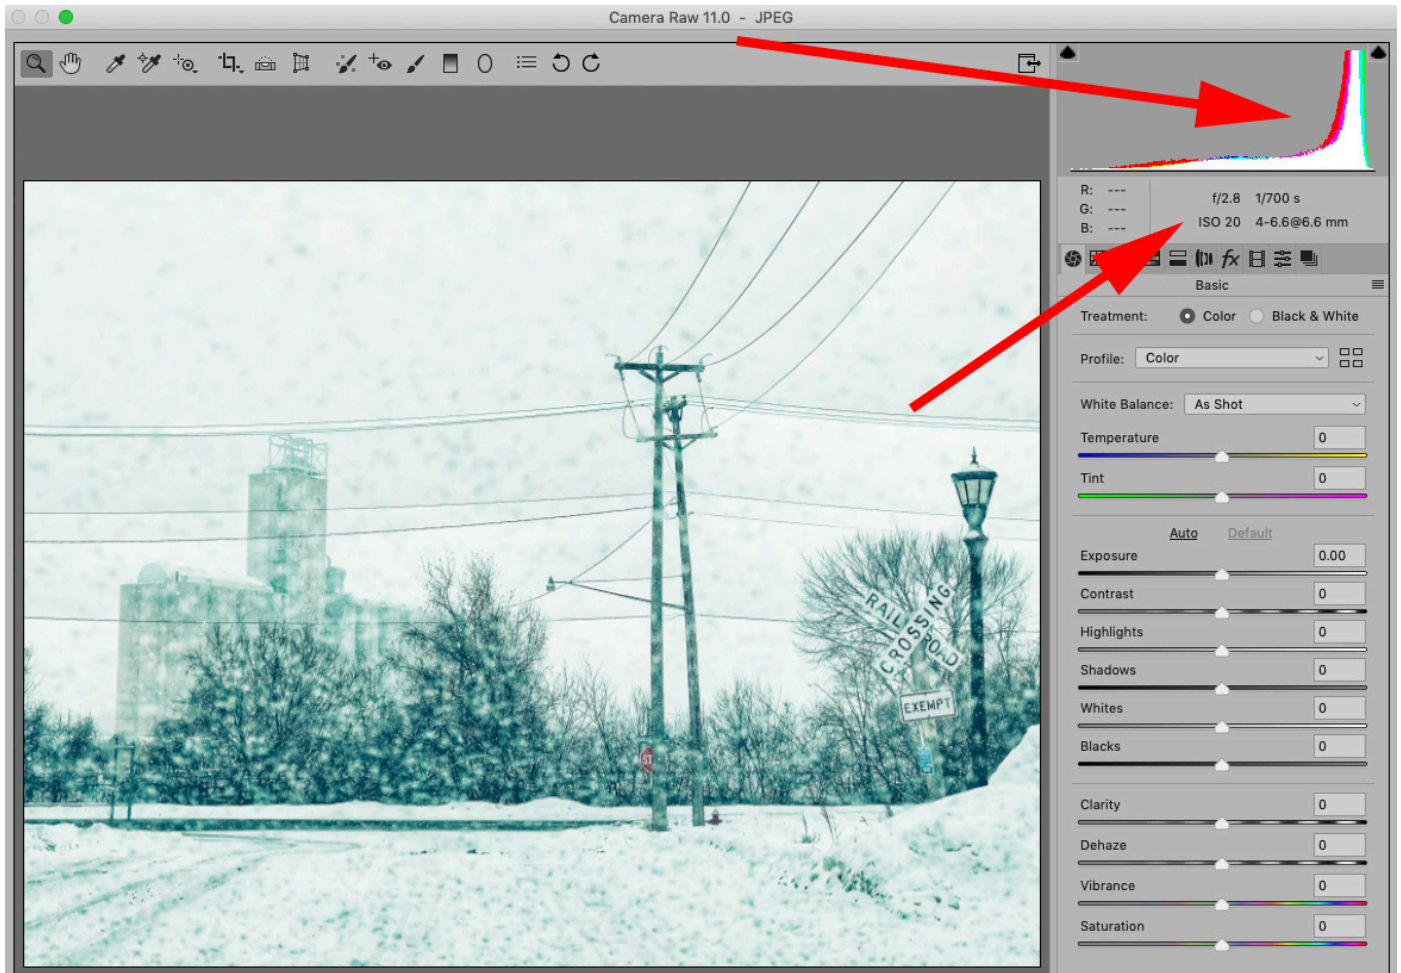 Camera Raw 11.0 - JPEG
R: ---
G: ---
B: ---
f/2.8 1/700 s
ISO 20 4-6.6@6.6 mm
fx
Basic
Treatment: Color Black & White
Profile: Color
White Balance: As Shot
Temperature 0
Tint 0
Auto Default
Exposure 0.00
Contrast 0
Highlights 0
Shadows 0
Whites 0
Blacks 0
Clarity 0
Dehaze 0
Vibrance 0
Saturation 0
RAILROAD
CROSSING
EXEMPT
ST